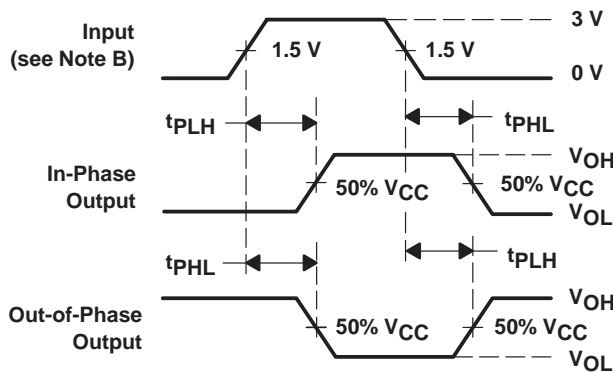 Input
(see Note B)
1.5 V
1.5 V
3 V
0 V
tPLH
tPHL
In-Phase
Output
50% VCC
50% VCC
VOH
VOL
tPHL
tPLH
Out-of-Phase
Output
50% VCC
50% VCC
VOH
VOL